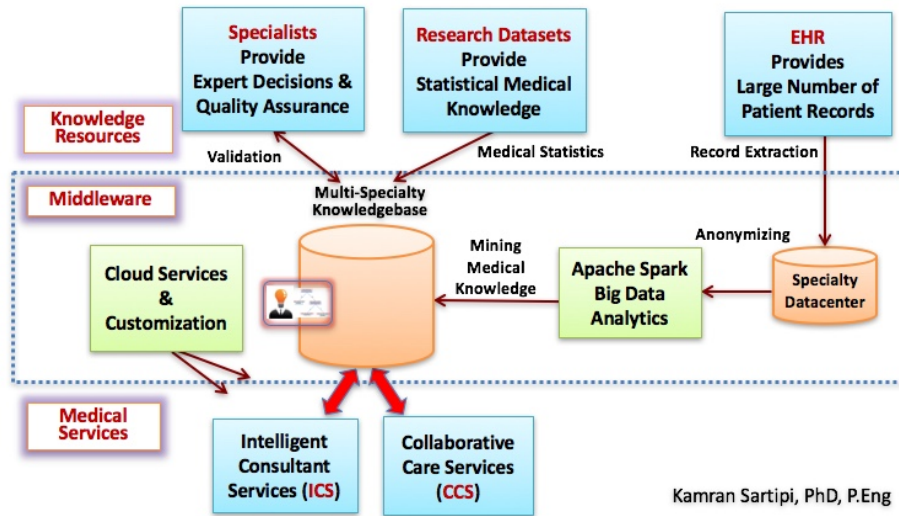 Specialists
Provide
Expert Decisions &
Quality Assurance
Research Datasets
Provide
Statistical Medical
Knowledge
EHR
Provides
Large Number of
Patient Records
Knowledge
Resources
Validation
Medical Statistics
Record Extraction
Middleware
Multi-Specialty
Knowledgebase
Cloud Services
&
Customization
Mining
Medical
Knowledge
Apache Spark
Big Data
Analytics
Anonymizing
Specialty
Datacenter
Medical
Services
Intelligent
Consultant
Services (ICS)
Collaborative
Care Services
(CCS)
Kamran Sartipi, PhD, P.Eng